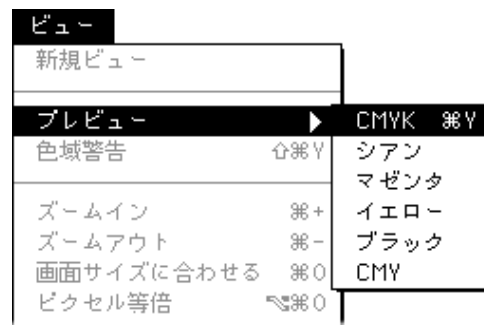 ビュー
新規ビュー
プレビュー ▶
色域警告 ⇧⌘Y
ズームイン ⌘+
ズームアウト ⌘-
画面サイズに合わせる ⌘0
ピクセル等倍 ⌥⌘0
CMYK ⌘Y
シアン
マゼンタ
イエロー
ブラック
CMY